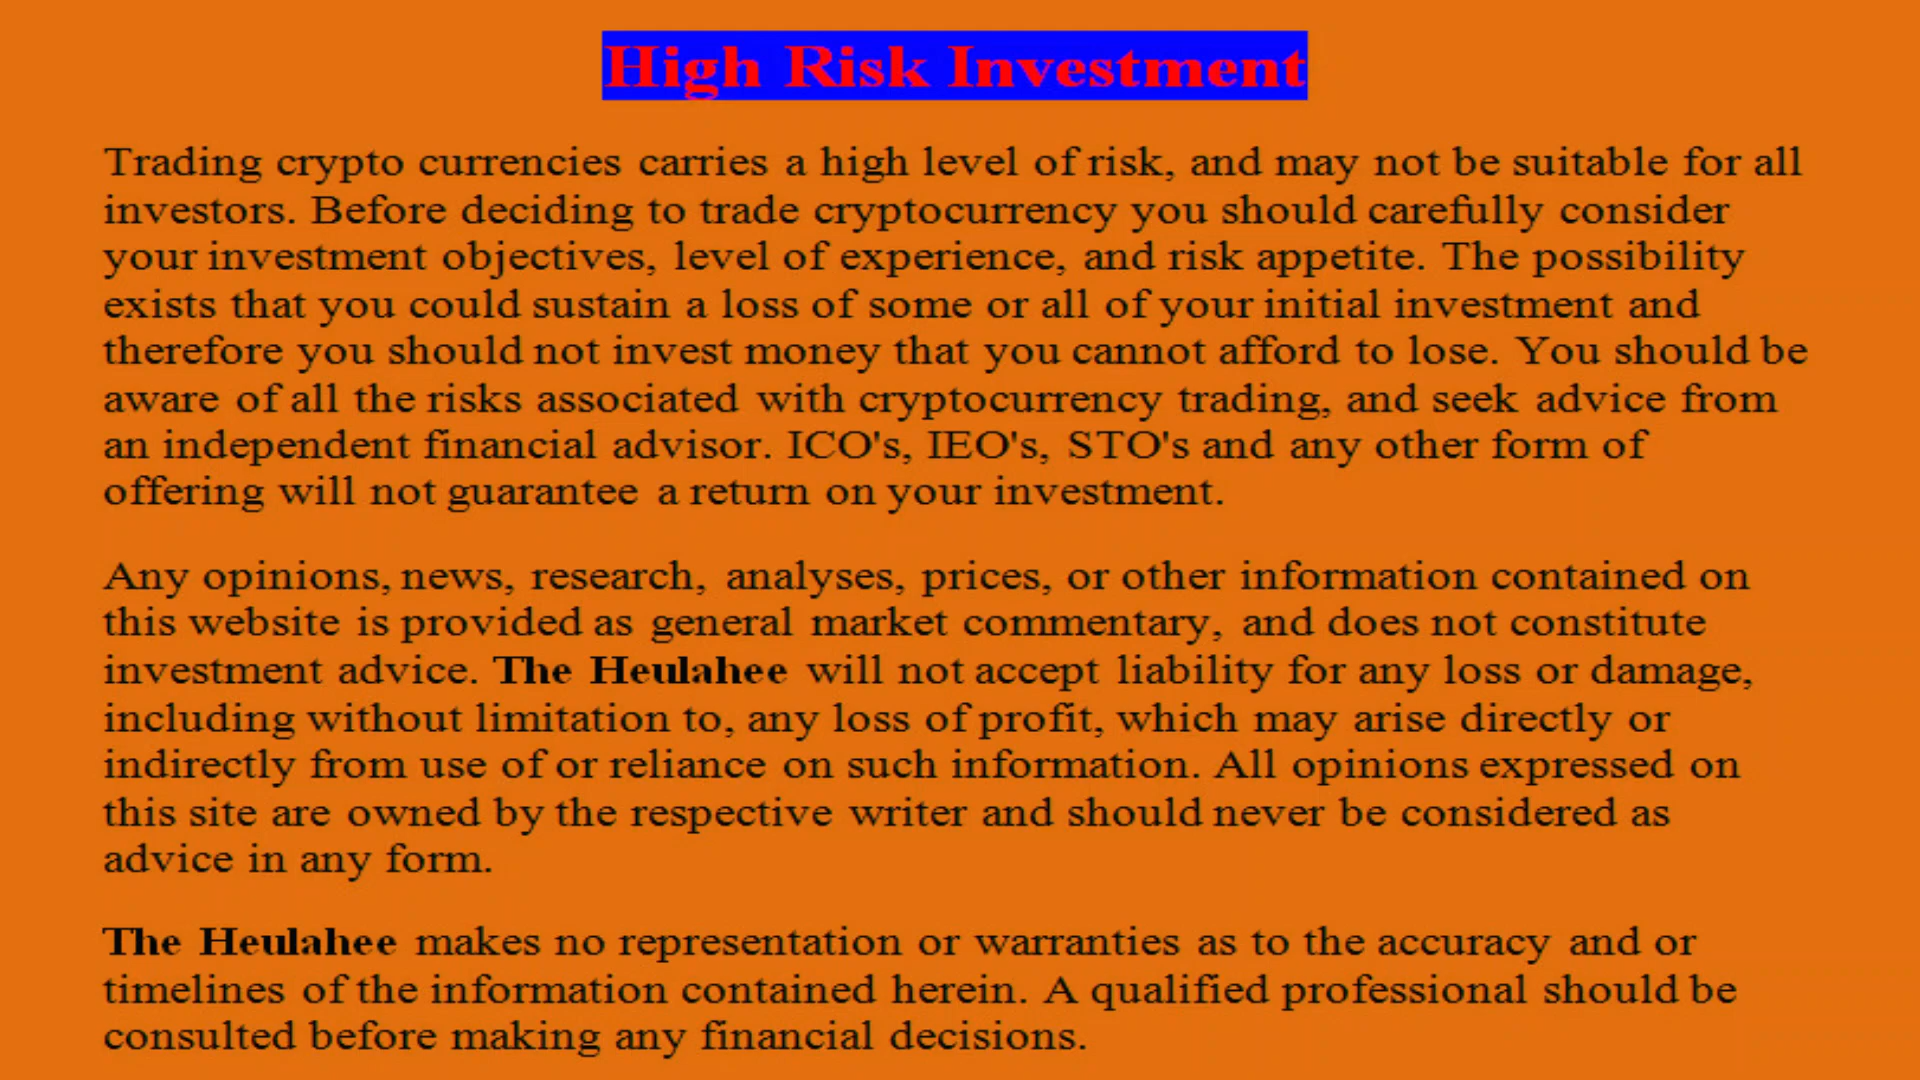 High Risk Investment
Trading crypto currencies carries a high level of risk, and may not be suitable for all
investors. Before deciding to trade cryptocurrency you should carefully consider
your investment objectives, level of experience, and risk appetite. The possibility
exists that you could sustain a loss of some or all of your initial investment and
therefore you should not invest money that you cannot afford to lose. You should be
aware of all the risks associated with cryptocurrency trading, and seek advice from
an independent financial advisor. ICO's, IEO's, STO's and any other form of
offering will not guarantee a return on your investment.
Any opinions, news, research, analyses, prices, or other information contained on
this website is provided as general market commentary, and does not constitute
investment advice. The Heulahee will not accept liability for any loss or damage,
including without limitation to, any loss of profit, which may arise directly or
indirectly from use of or reliance on such information. All opinions expressed on
this site are owned by the respective writer and should never be considered as
advice in any form.
The Heulahee makes no representation or warranties as to the accuracy and or
timelines of the information contained herein. A qualified professional should be
consulted before making any financial decisions.